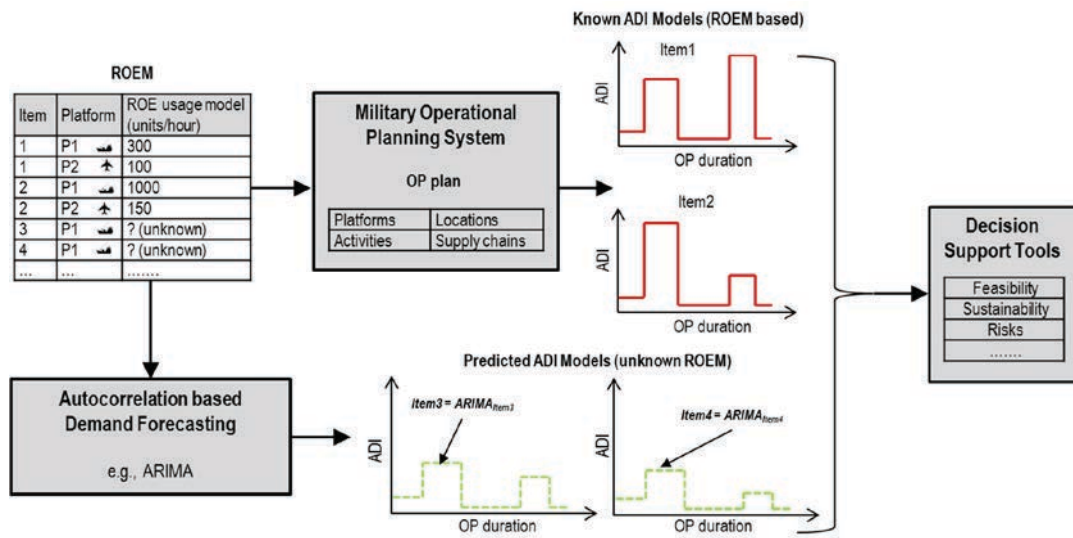 Known ADI Models (ROEM based)
ROEM
Item Platform ROE usage model
(units/hour)
1 P1 300
1 P2 100
2 P1 1000
2 P2 150
3 P1 ? (unknown)
4 P1 ? (unknown)
... ... .......
Military Operational
Planning System
OP plan
Platforms Locations
Activities Supply chains
Item1
ADI
OP duration
Item2
ADI
OP duration
Decision
Support Tools
Feasibility
Sustainability
Risks
.......
Predicted ADI Models (unknown ROEM)
Autocorrelation based
Demand Forecasting
e.g., ARIMA
Item3 = ARIMAItem3
ADI
OP duration
Item4 = ARIMAItem4
ADI
OP duration